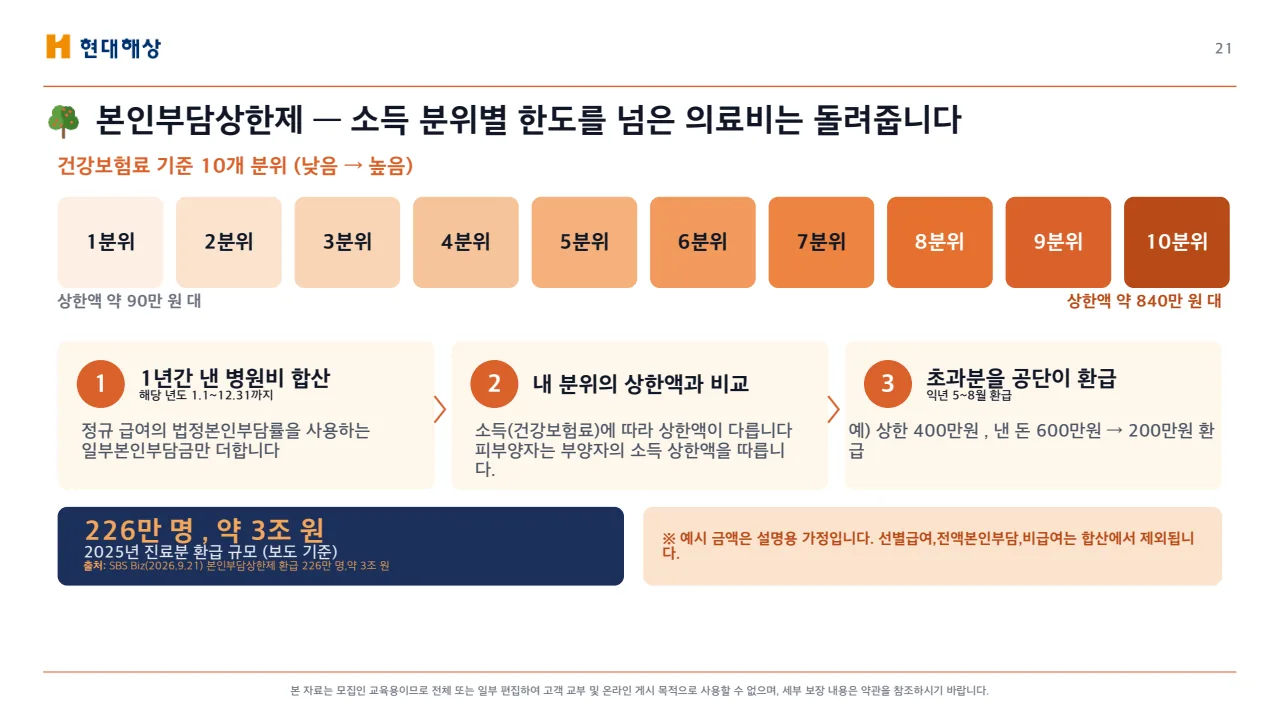 현대해상
21
본인부담상한제 — 소득 분위별 한도를 넘은 의료비는 돌려줍니다
건강보험료 기준 10개 분위 (낮음 → 높음)
1분위
2분위
3분위
4분위
5분위
6분위
7분위
8분위
9분위
10분위
상한액 약 90만 원 대
상한액 약 840만 원 대
1
1년간 낸 병원비 합산
해당 년도 1.1~12.31까지
정규 급여의 법정본인부담률을 사용하는
일부본인부담금만 더합니다
2
내 분위의 상한액과 비교
소득(건강보험료)에 따라 상한액이 다릅니다
피부양자는 부양자의 소득 상한액을 따릅니
다.
3
초과분을 공단이 환급
익년 5~8월 환급
예) 상한 400만원 , 낸 돈 600만원 → 200만원 환
급
226만 명 , 약 3조 원
2025년 진료분 환급 규모 (보도 기준)
출처: SBS Biz(2026,9.21) 본인부담상한제 환급 226만 명,약 3조 원
※ 예시 금액은 설명용 가정입니다. 선별급여,전액본인부담,비급여는 합산에서 제외됩니
다.
본 자료는 모집인 교육용이므로 전체 또는 일부 편집하여 고객 교부 및 온라인 게시 목적으로 사용할 수 없으며, 세부 보장 내용은 약관을 참조하시기 바랍니다.